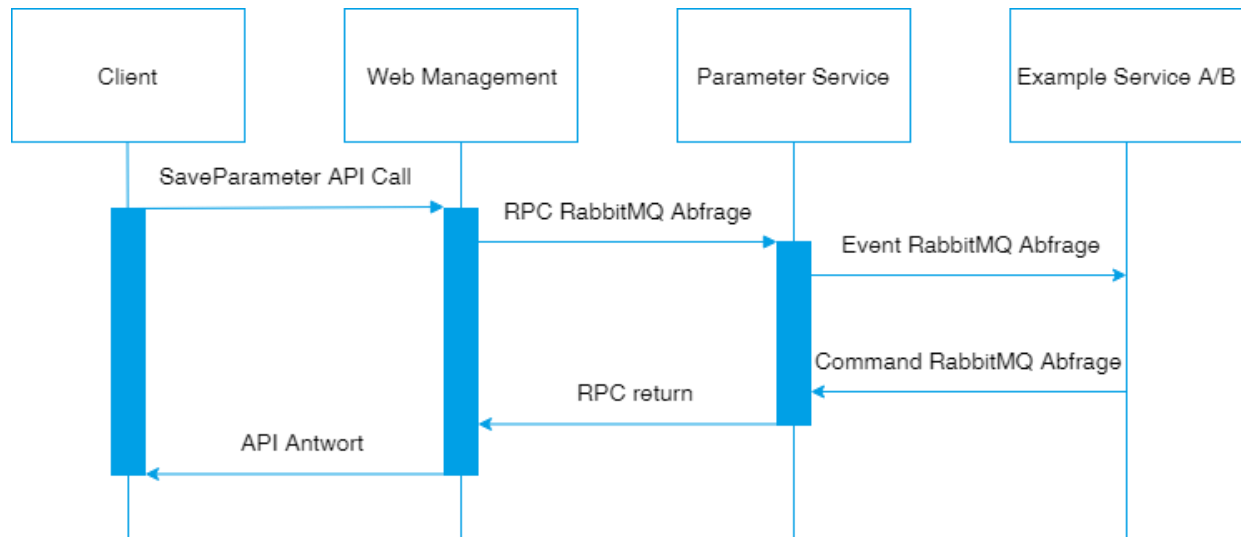 Client
Web Management
Parameter Service
Example Service A/B
SaveParameter API Call
RPC RabbitMQ Abfrage
Event RabbitMQ Abfrage
Command RabbitMQ Abfrage
RPC return
API Antwort